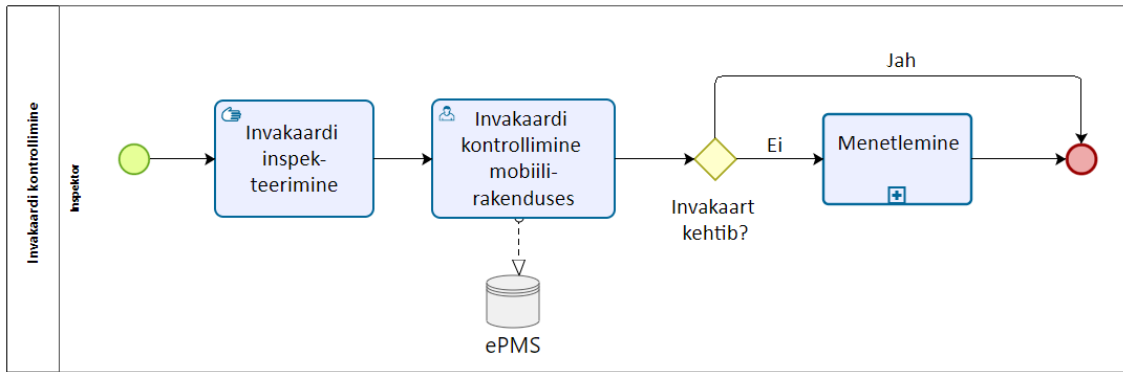 Invakaardi kontrollimine
Inspektor
Invakaardi
inspek-
teerimine
Invakaardi
kontrollimine
mobiili-
rakenduses
ePMS
Invakaart
kehtib?
Jah
Ei
Menetlemine